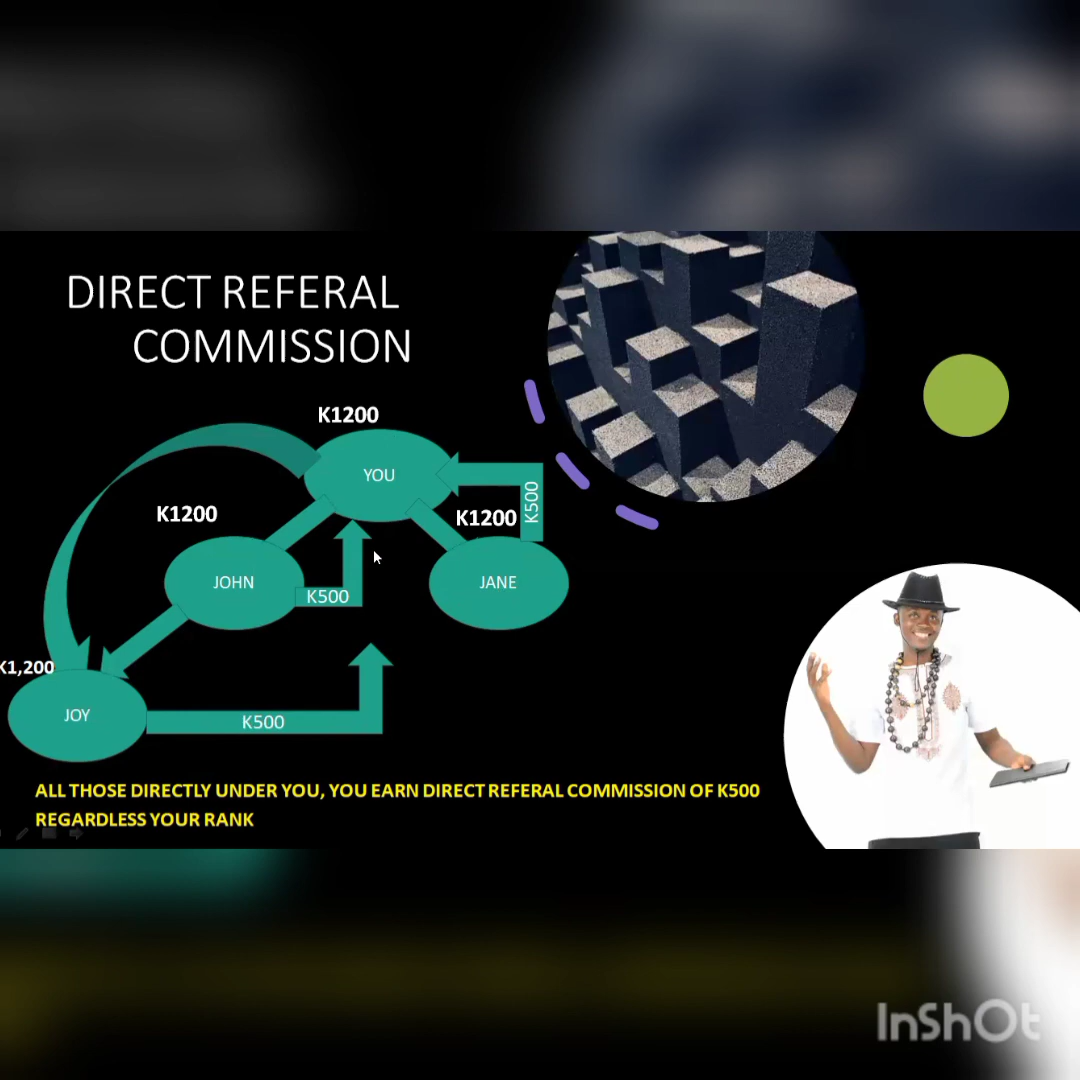 DIRECT REFERAL
COMMISSION
K1200
YOU
K1200
K1200
K500
JOHN
K500
JANE
K1,200
JOY
K500
ALL THOSE DIRECTLY UNDER YOU, YOU EARN DIRECT REFERAL COMMISSION OF K500
REGARDLESS YOUR RANK
InShOt